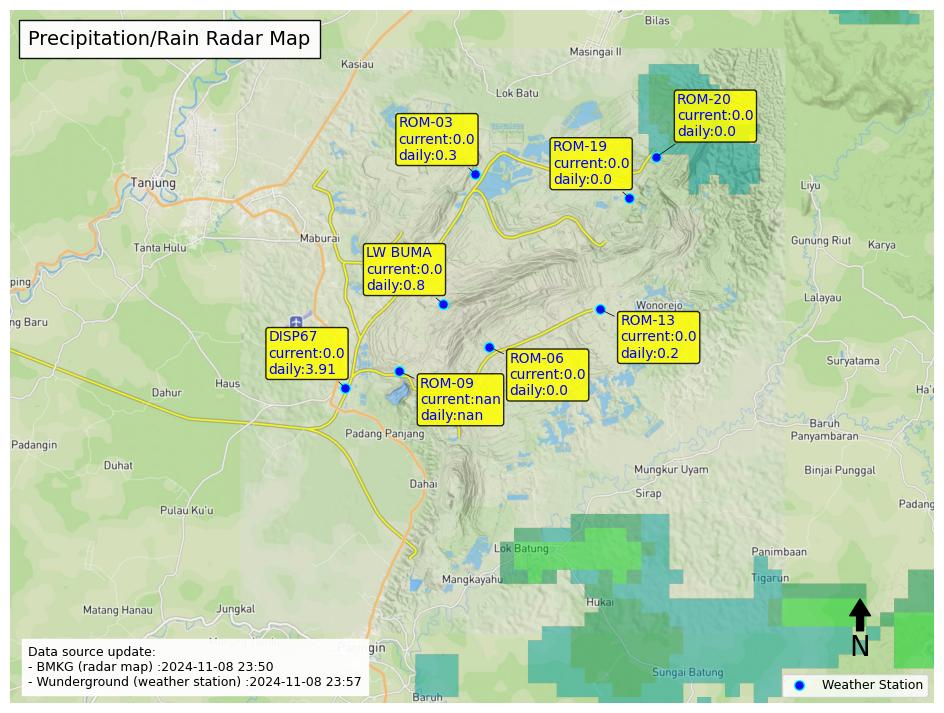 Precipitation/Rain Radar Map
Bilas
Masingai II
Kasiau
Lok Batu
ROM-20
current:0.0
daily:0.0
ROM-03
current:0.0
daily:0.3
ROM-19
current:0.0
daily:0.0
Tanjung
Liyu
Maburai
Tanta Hulu
Gunung Riut
Karya
LW BUMA
current:0.0
daily:0.8
ping
Lalayau
Wonorejo
ng Baru
ROM-13
current:0.0
daily:0.2
DISP67
current:0.0
daily:3.91
ROM-06
current:0.0
daily:0.0
Suryatama
Haus
Dahur
ROM-09
current:nan
daily:nan
Ha'
Baruh
Panyambaran
Padang Panjang
Padangin
Duhat
Mungkur Uyam
Binjai Punggal
Dahai
Sirap
Padang
Pulau Ku'u
Lok Batung
Panimbaan
Mangkayahu
Tigarun
Hukai
Matang Hanau
Jungkal
N
Data source update:
- BMKG (radar map) :2024-11-08 23:50
- Wunderground (weather station) :2024-11-08 23:57
Sungai Batung
Weather Station
Baruh